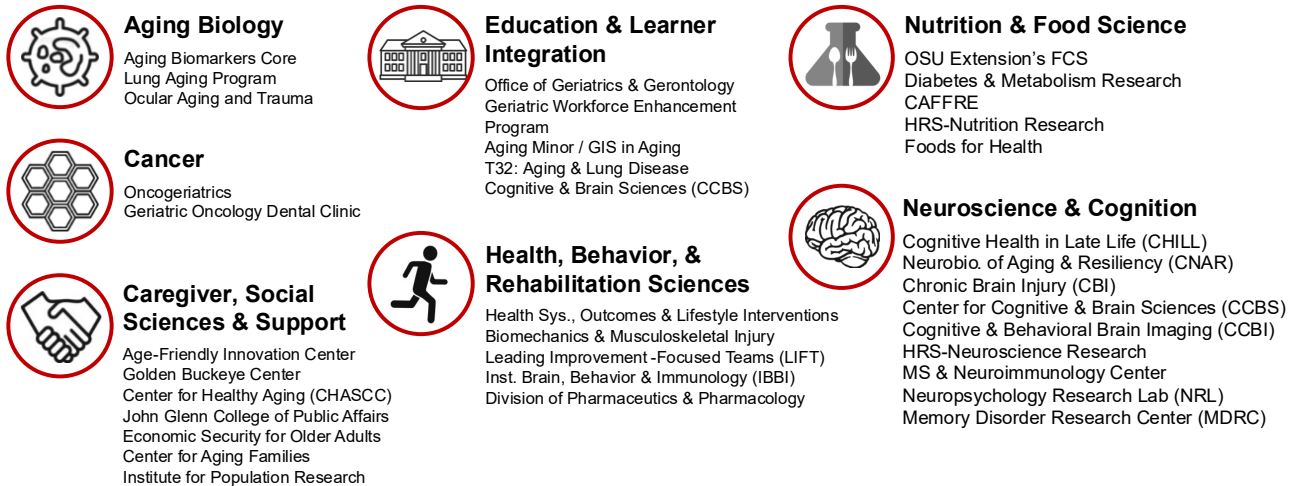 Aging Biology
Aging Biomarkers Core
Lung Aging Program
Ocular Aging and Trauma
Cancer
Oncogeriatrics
Geriatric Oncology Dental Clinic
Caregiver, Social
Sciences & Support
Age-Friendly Innovation Center
Golden Buckeye Center
Center for Healthy Aging (CHASCC)
John Glenn College of Public Affairs
Economic Security for Older Adults
Center for Aging Families
Institute for Population Research
Education & Learner
Integration
Office of Geriatrics & Gerontology
Geriatric Workforce Enhancement
Program
Aging Minor / GIS in Aging
T32: Aging & Lung Disease
Cognitive & Brain Sciences (CCBS)
Health, Behavior, &
Rehabilitation Sciences
Health Sys., Outcomes & Lifestyle Interventions
Biomechanics & Musculoskeletal Injury
Leading Improvement-Focused Teams (LIFT)
Inst. Brain, Behavior & Immunology (IBBI)
Division of Pharmaceutics & Pharmacology
Nutrition & Food Science
OSU Extension's FCS
Diabetes & Metabolism Research
CAFFRE
HRS-Nutrition Research
Foods for Health
Neuroscience & Cognition
Cognitive Health in Late Life (CHILL)
Neurobio. of Aging & Resiliency (CNAR)
Chronic Brain Injury (CBI)
Center for Cognitive & Brain Sciences (CCBS)
Cognitive & Behavioral Brain Imaging (CCBI)
HRS-Neuroscience Research
MS & Neuroimmunology Center
Neuropsychology Research Lab (NRL)
Memory Disorder Research Center (MDRC)